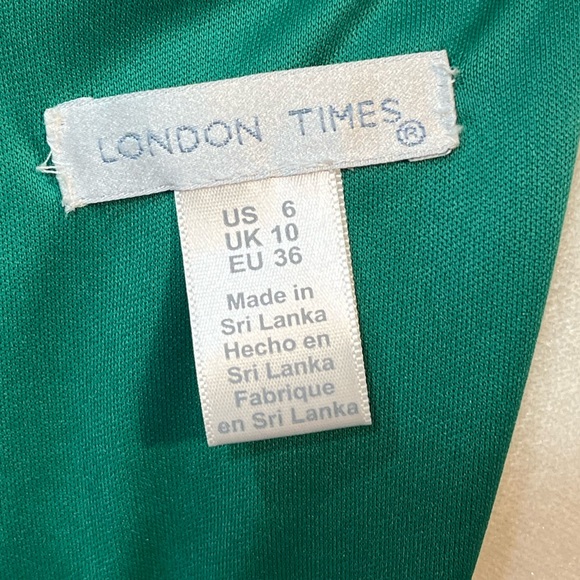 LONDON TIMES®
US 6
UK 10
EU 36
Made in
Sri Lanka
Hecho en
Sri Lanka
Fabrique
en Sri Lanka